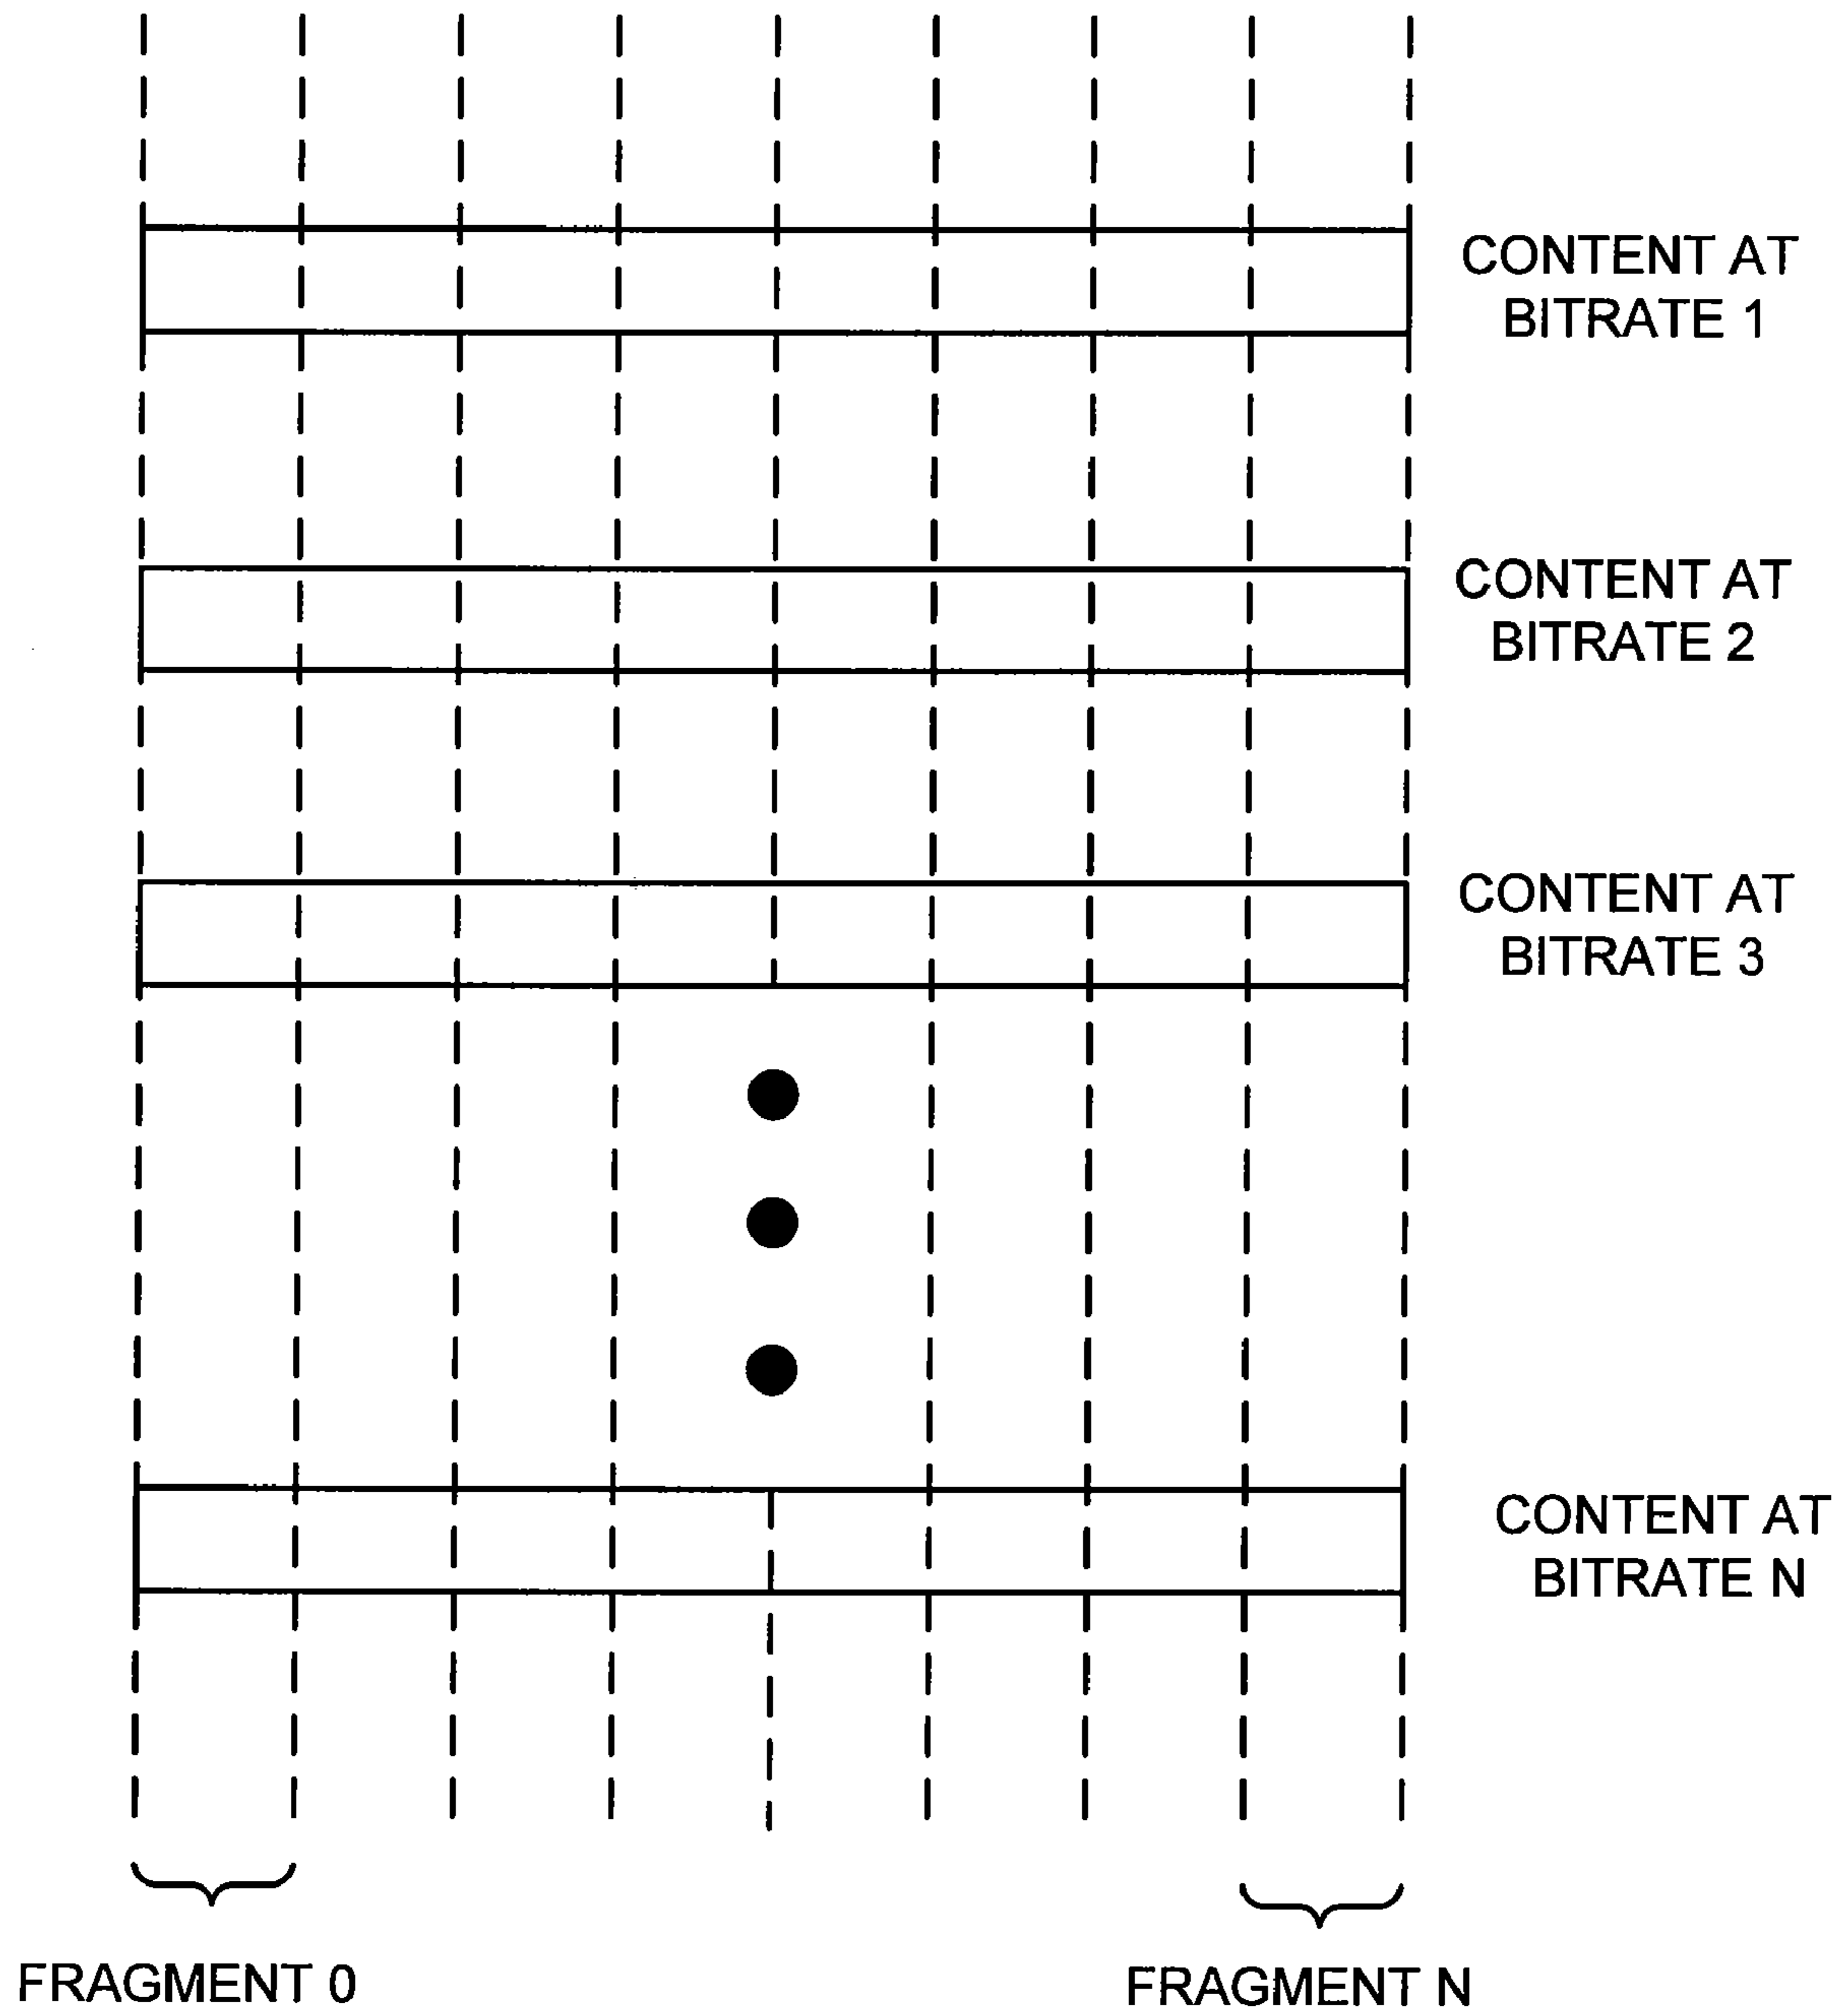 CONTENT AT
BITRATE 1
CONTENT AT
BITRATE 2
CONTENT AT
BITRATE 3
CONTENT AT
BITRATE N
FRAGMENT 0
FRAGMENT N